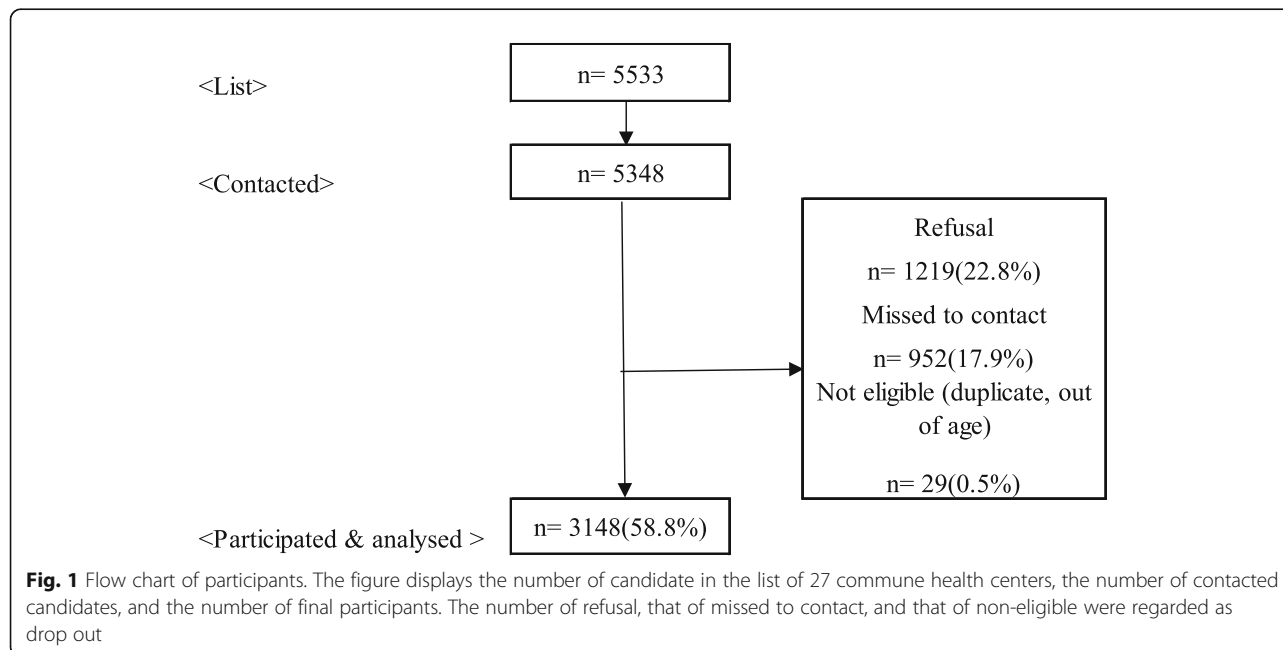 <List>
n= 5533
<Contacted>
n= 5348
Refusal
n= 1219(22.8%)
Missed to contact
n= 952(17.9%)
Not eligible (duplicate, out
of age)
n= 29(0.5%)
<Participated & analysed >
n= 3148(58.8%)
Fig. 1 Flow chart of participants. The figure displays the number of candidate in the list of 27 commune health centers, the number of contacted
candidates, and the number of final participants. The number of refusal, that of missed to contact, and that of non-eligible were regarded as
drop out